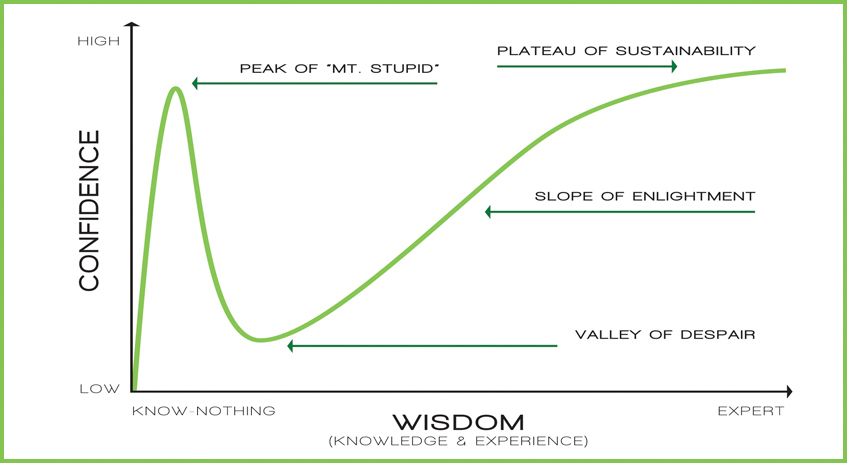 HIGH
PEAK OF "MT. STUPID"
PLATEAU OF SUSTAINABILITY
CONFIDENCE
SLOPE OF ENLIGHTMENT
VALLEY OF DESPAIR
LOW
KNOW-NOTHING
WISDOM
EXPERT
(KNOWLEDGE & EXPERIENCE)